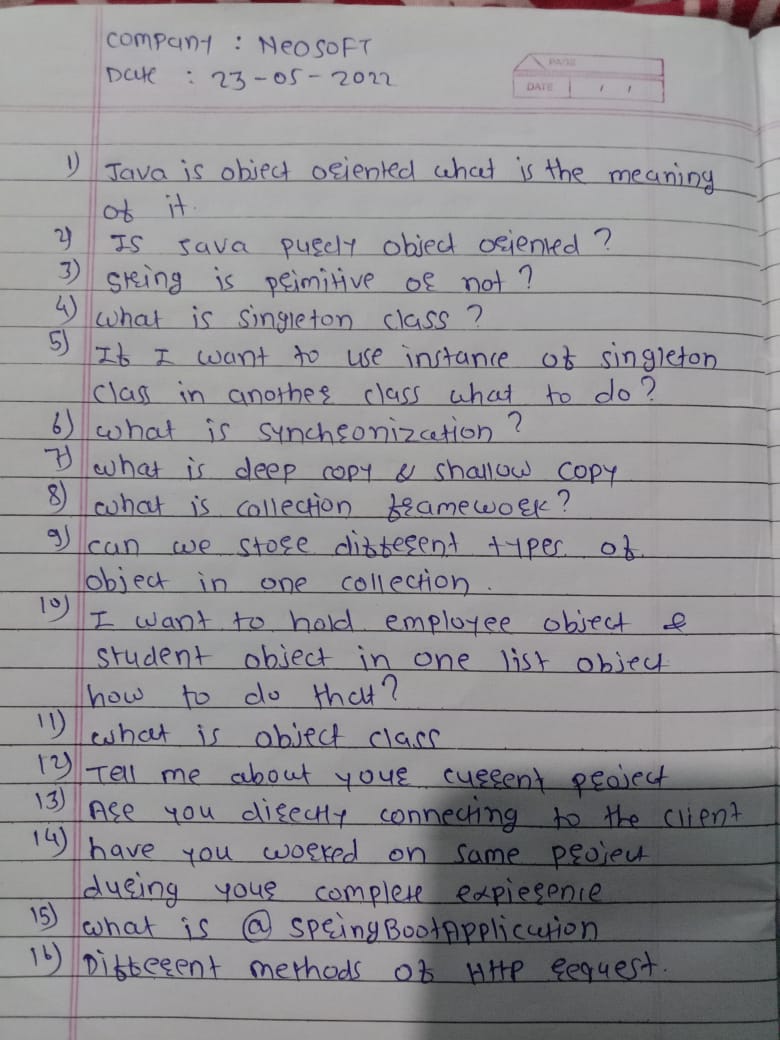 Company : NeoSOFT
Date : 23-05-2022
PAGE
DATE / /
1) Java is object oriented what is the meaning
of it.
2) Is Java purely object oriented ?
3) String is primitive or not ?
4) what is singleton class ?
5) If I want to use instance of singleton
class in another class what to do ?
6) what is synchronization ?
7) what is deep copy & shallow copy
8) what is collection framework ?
9) can we store different types of
object in one collection .
10) I want to hold employee object &
student object in one list object
how to do that ?
11) what is object class
12) Tell me about your current project
13) Are you directly connecting to the client
14) have you worked on same project
during your complete expierence
15) what is @ SpringBootApplication
16) Different methods of HTTP request.